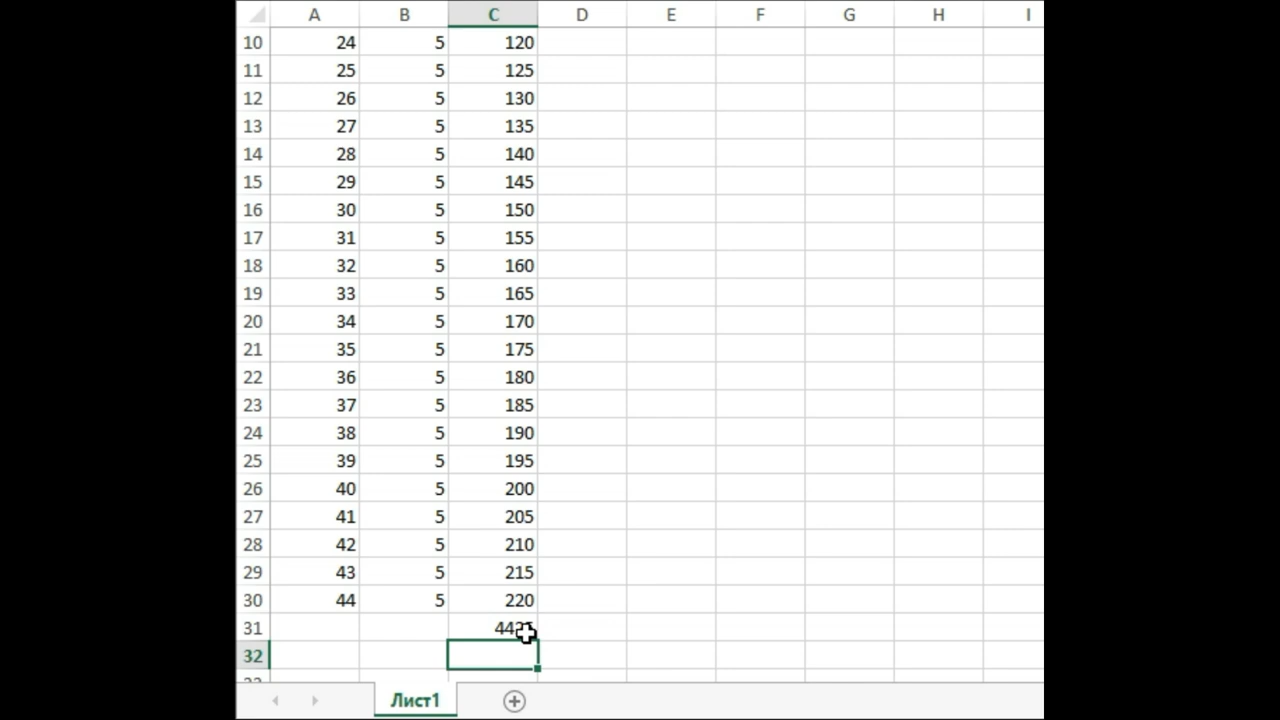 A B C D E F G H I
10 24 5 120
11 25 5 125
12 26 5 130
13 27 5 135
14 28 5 140
15 29 5 145
16 30 5 150
17 31 5 155
18 32 5 160
19 33 5 165
20 34 5 170
21 35 5 175
22 36 5 180
23 37 5 185
24 38 5 190
25 39 5 195
26 40 5 200
27 41 5 205
28 42 5 210
29 43 5 215
30 44 5 220
31
32
Лист1